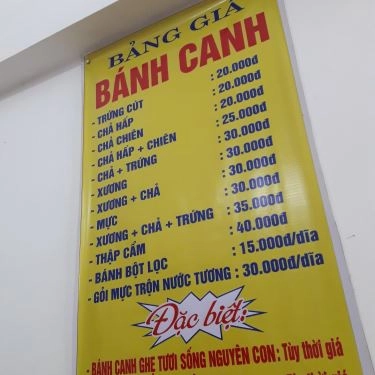 BẢNG GIÁ
BÁNH CANH
- TRỨNG CÚT : 20.000đ
- CHẢ HẤP : 20.000đ
- CHẢ CHIÊN : 20.000đ
- CHẢ HẤP + CHIÊN : 25.000đ
- CHẢ + TRỨNG : 30.000đ
- XƯƠNG : 30.000đ
- XƯƠNG + CHẢ : 30.000đ
- MỰC : 30.000đ
- XƯƠNG + CHẢ + TRỨNG : 35.000đ
- THẬP CẨM : 40.000đ
- BÁNH BỘT LỌC : 15.000đ/dĩa
- GỎI MỰC TRỘN NƯỚC TƯƠNG : 30.000đ/dĩa
Đặc biệt:
- BÁNH CANH GHẸ TƯƠI SỐNG NGUYÊN CON: Tùy thời giá